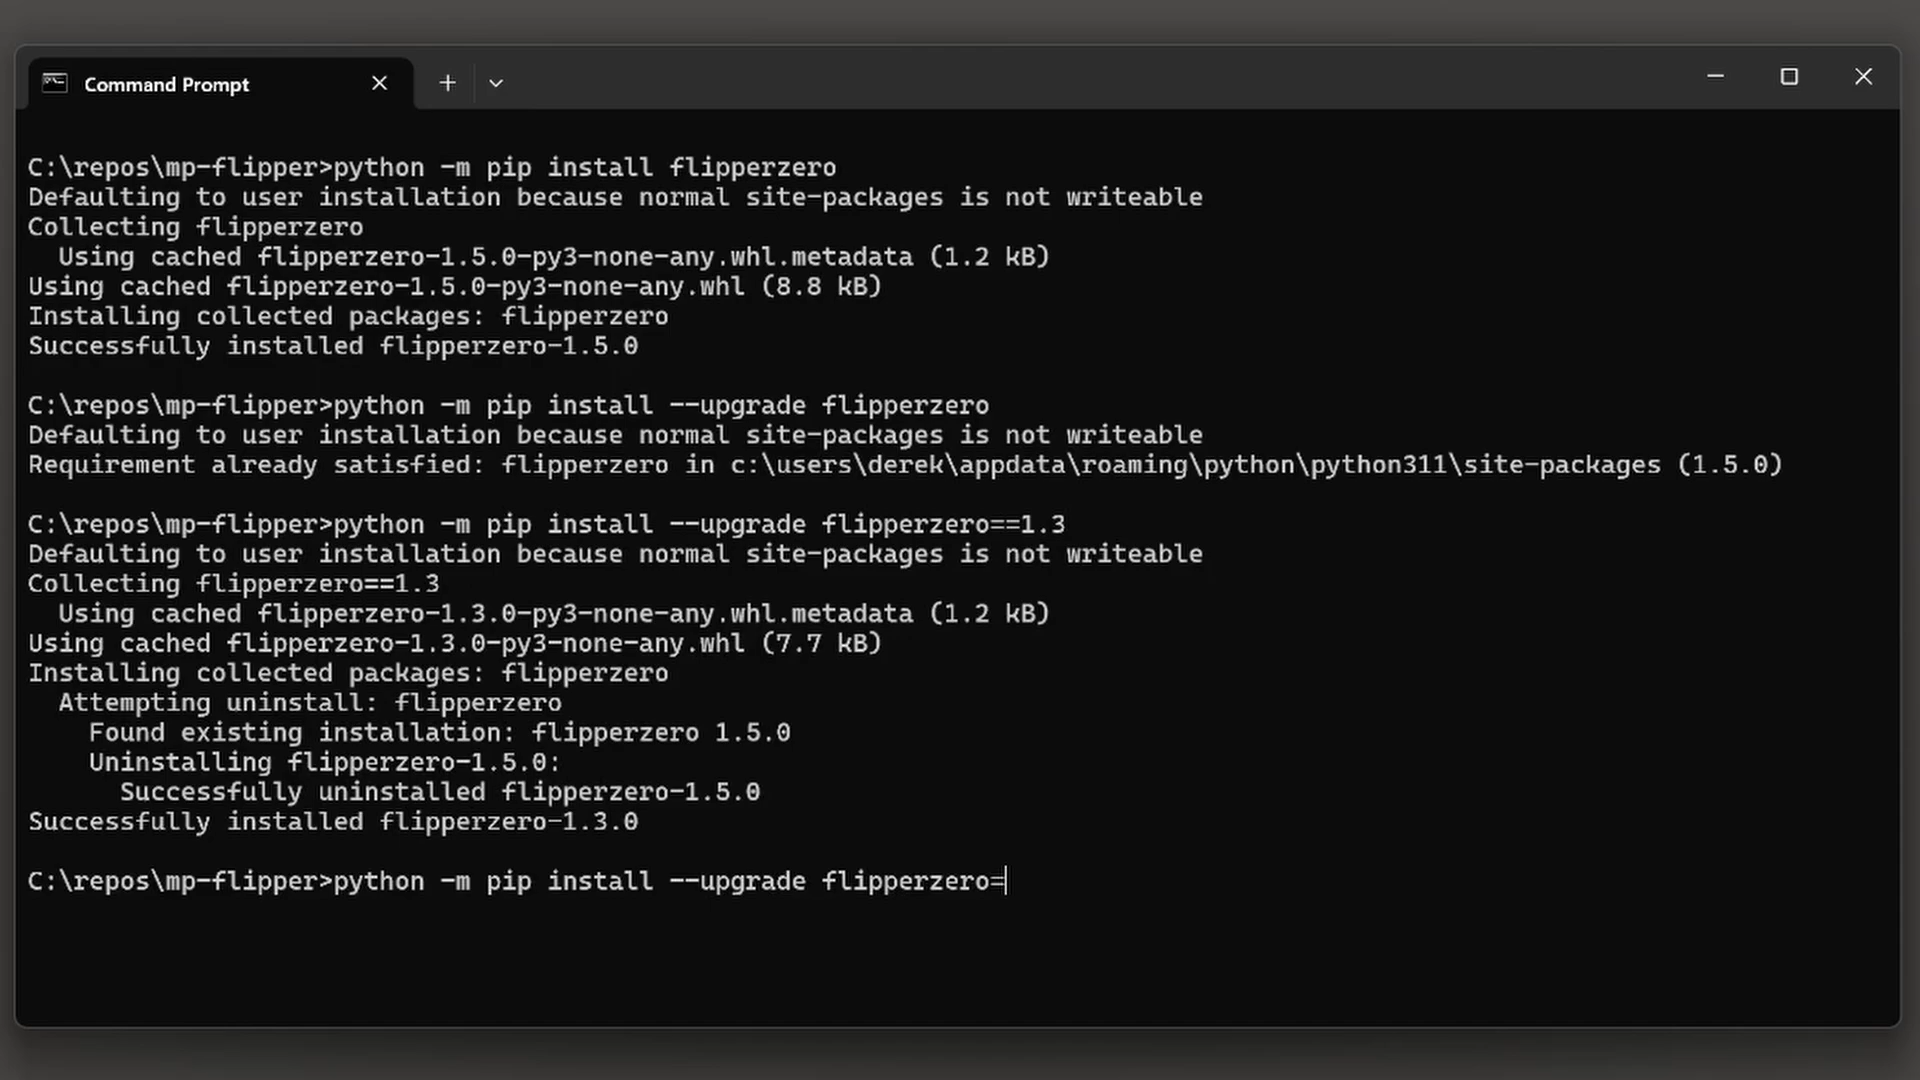 Command Prompt
C:\repos\mp-flipper>python -m pip install flipperzero
Defaulting to user installation because normal site-packages is not writeable
Collecting flipperzero
  Using cached flipperzero-1.5.0-py3-none-any.whl.metadata (1.2 kB)
Using cached flipperzero-1.5.0-py3-none-any.whl (8.8 kB)
Installing collected packages: flipperzero
Successfully installed flipperzero-1.5.0
C:\repos\mp-flipper>python -m pip install --upgrade flipperzero
Defaulting to user installation because normal site-packages is not writeable
Requirement already satisfied: flipperzero in c:\users\derek\appdata\roaming\python\python311\site-packages (1.5.0)
C:\repos\mp-flipper>python -m pip install --upgrade flipperzero==1.3
Defaulting to user installation because normal site-packages is not writeable
Collecting flipperzero==1.3
  Using cached flipperzero-1.3.0-py3-none-any.whl.metadata (1.2 kB)
Using cached flipperzero-1.3.0-py3-none-any.whl (7.7 kB)
Installing collected packages: flipperzero
  Attempting uninstall: flipperzero
    Found existing installation: flipperzero 1.5.0
    Uninstalling flipperzero-1.5.0:
      Successfully uninstalled flipperzero-1.5.0
Successfully installed flipperzero-1.3.0
C:\repos\mp-flipper>python -m pip install --upgrade flipperzero=